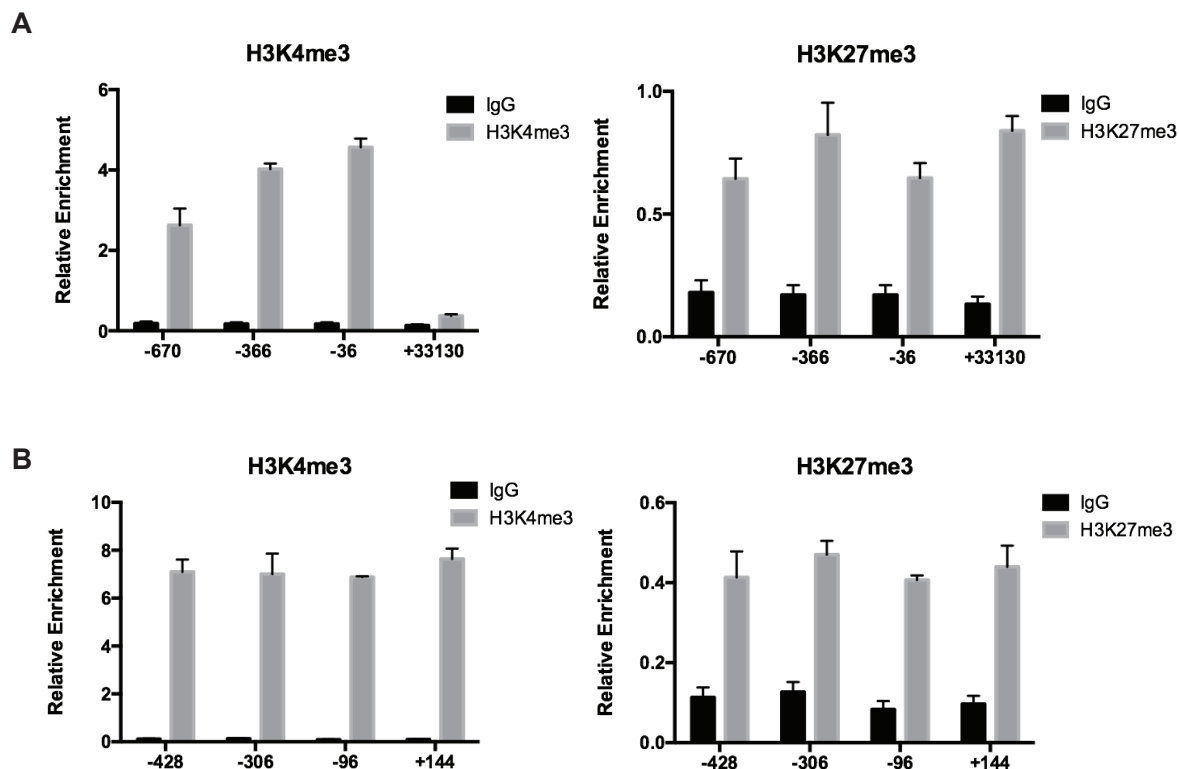 A
H3K4me3
Relative Enrichment
6
4
2
0
IgG
H3K4me3
-670 -366 -36 +33130
H3K27me3
Relative Enrichment
1.0
0.5
0.0
IgG
H3K27me3
-670 -366 -36 +33130
B
H3K4me3
Relative Enrichment
10
8
6
4
2
0
IgG
H3K4me3
-428 -306 -96 +144
H3K27me3
Relative Enrichment
0.6
0.4
0.2
0.0
IgG
H3K27me3
-428 -306 -96 +144